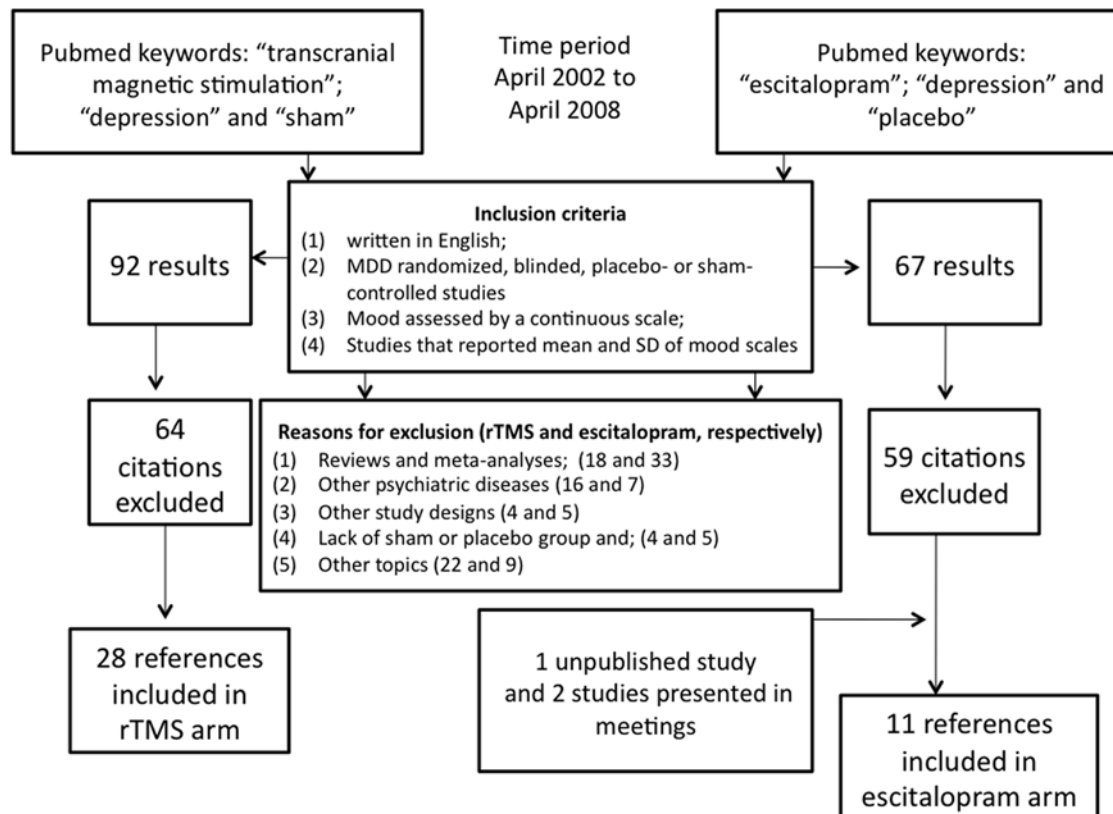 Pubmed keywords: “transcranial
magnetic stimulation”;
“depression” and “sham”
Time period
April 2002 to
April 2008
Pubmed keywords:
“escitalopram”; “depression” and
“placebo”
92 results
Inclusion criteria
(1) written in English;
(2) MDD randomized, blinded, placebo- or sham-
controlled studies
(3) Mood assessed by a continuous scale;
(4) Studies that reported mean and SD of mood scales
67 results
64
citations
excluded
Reasons for exclusion (rTMS and escitalopram, respectively)
(1) Reviews and meta-analyses; (18 and 33)
(2) Other psychiatric diseases (16 and 7)
(3) Other study designs (4 and 5)
(4) Lack of sham or placebo group and; (4 and 5)
(5) Other topics (22 and 9)
59 citations
excluded
28 references
included in
rTMS arm
1 unpublished study
and 2 studies presented in
meetings
11 references
included in
escitalopram arm